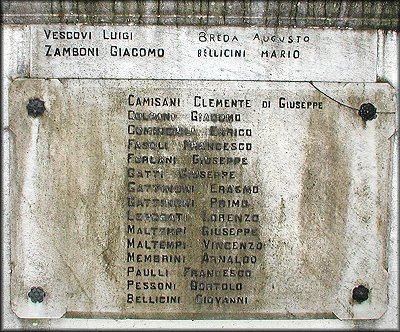 Vescovi Luigi Breda Augusto
Zamboni Giacomo Bellicini Mario
Camisani Clemente di Giuseppe
Giacomo
Enrico
Fasoli Francesco
Furlani Giuseppe
Gatti Giuseppe
Gattinoni Erasmo
Gattinoni Primo
Lorenzo
Maltempi Giuseppe
Maltempi Vincenzo
Membrini Arnaldo
Paulli Francesco
Pessoni Bortolo
Bellicini Giovanni